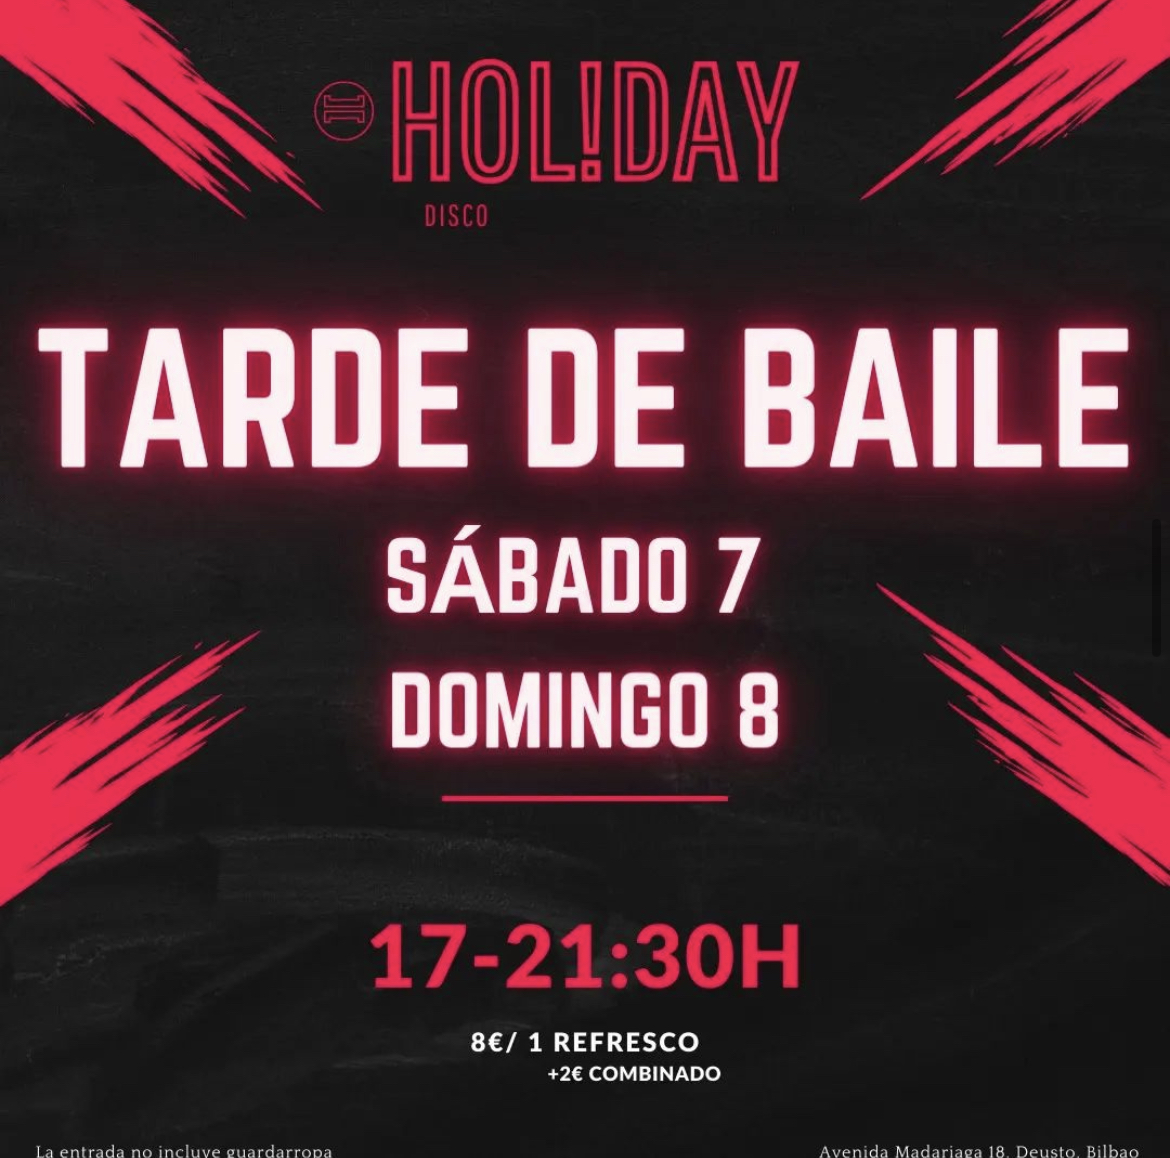 HOL!DAY
DISCO
TARDE DE BAILE
SÁBADO 7
DOMINGO 8
17-21:30H
8€/ 1 REFRESCO
+2€ COMBINADO
La entrada no incluye guardarropa
Avenida Madariaga 18, Deusto, Bilbao